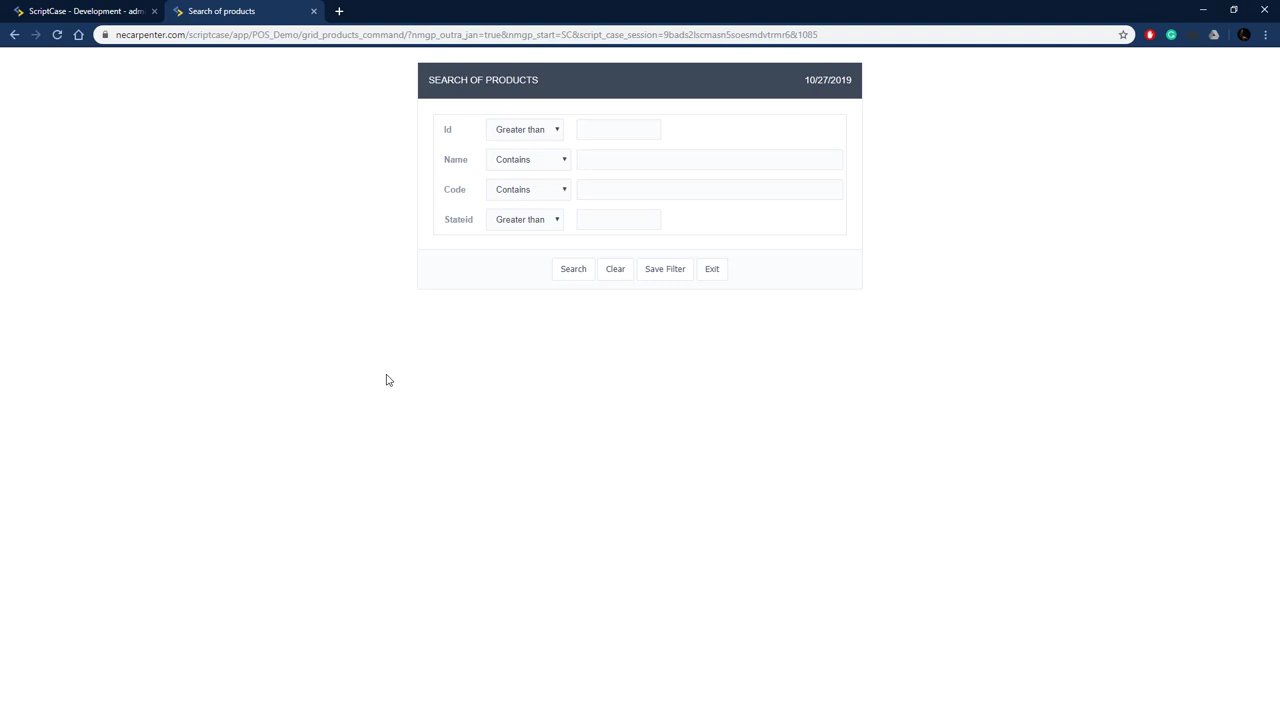 ScriptCase - Development - adm
Search of products
necarpenter.com/scriptcase/app/POS_Demo/grid_products_command/?nmgp_outra_jan=true&nmgp_start=SC&script_case_session=9bads2lscmasn5soesmdvtrmr6&1085
SEARCH OF PRODUCTS 10/27/2019
Id Greater than
Name Contains
Code Contains
Stateid Greater than
Search Clear Save Filter Exit